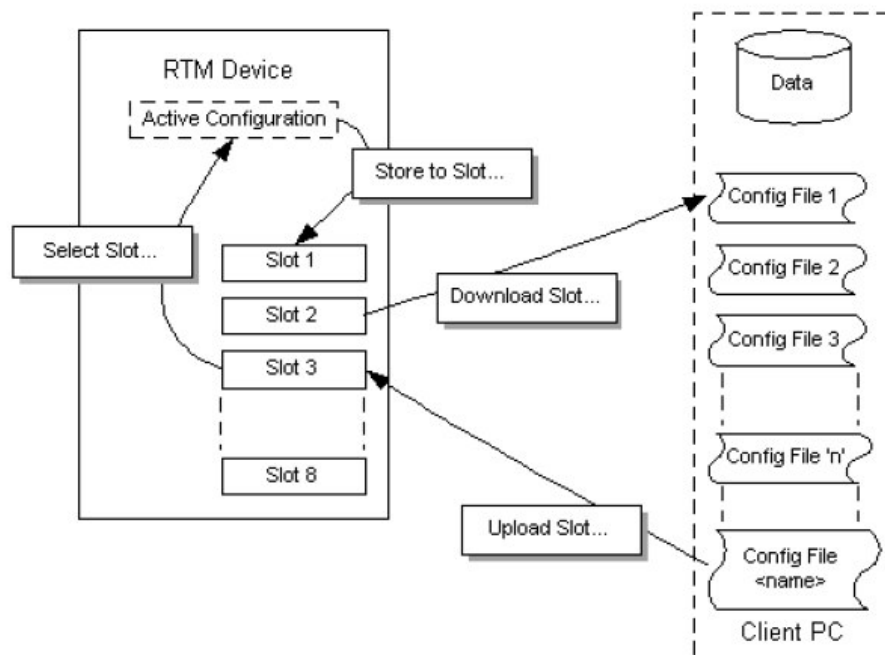 RTM Device
Active Configuration
Store to Slot...
Select Slot...
Slot 1
Slot 2
Slot 3
Slot 8
Download Slot...
Upload Slot...
Data
Config File 1
Config File 2
Config File 3
Config File 'n'
Config File
<name>
Client PC